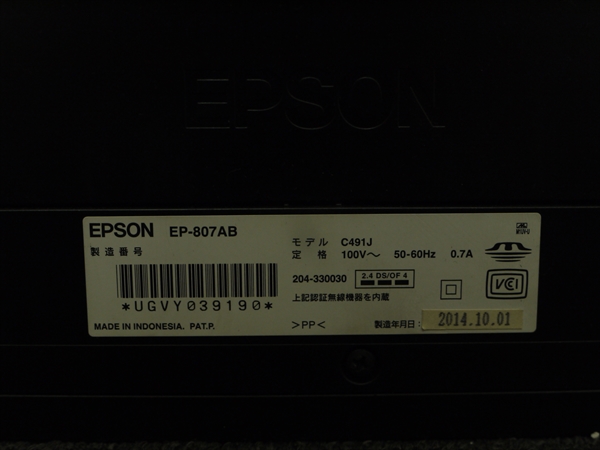 EPSON
EPSON EP-807AB
製造番号
*UGVY039190*
MADE IN INDONESIA. PAT.P.
モデル C491J
定格 100V～ 50-60Hz 0.7A
204-330030 2.4 DS/OF 4
上記認証無線機器を内蔵
>PP<
製造年月日: 2014.10.01
VCI